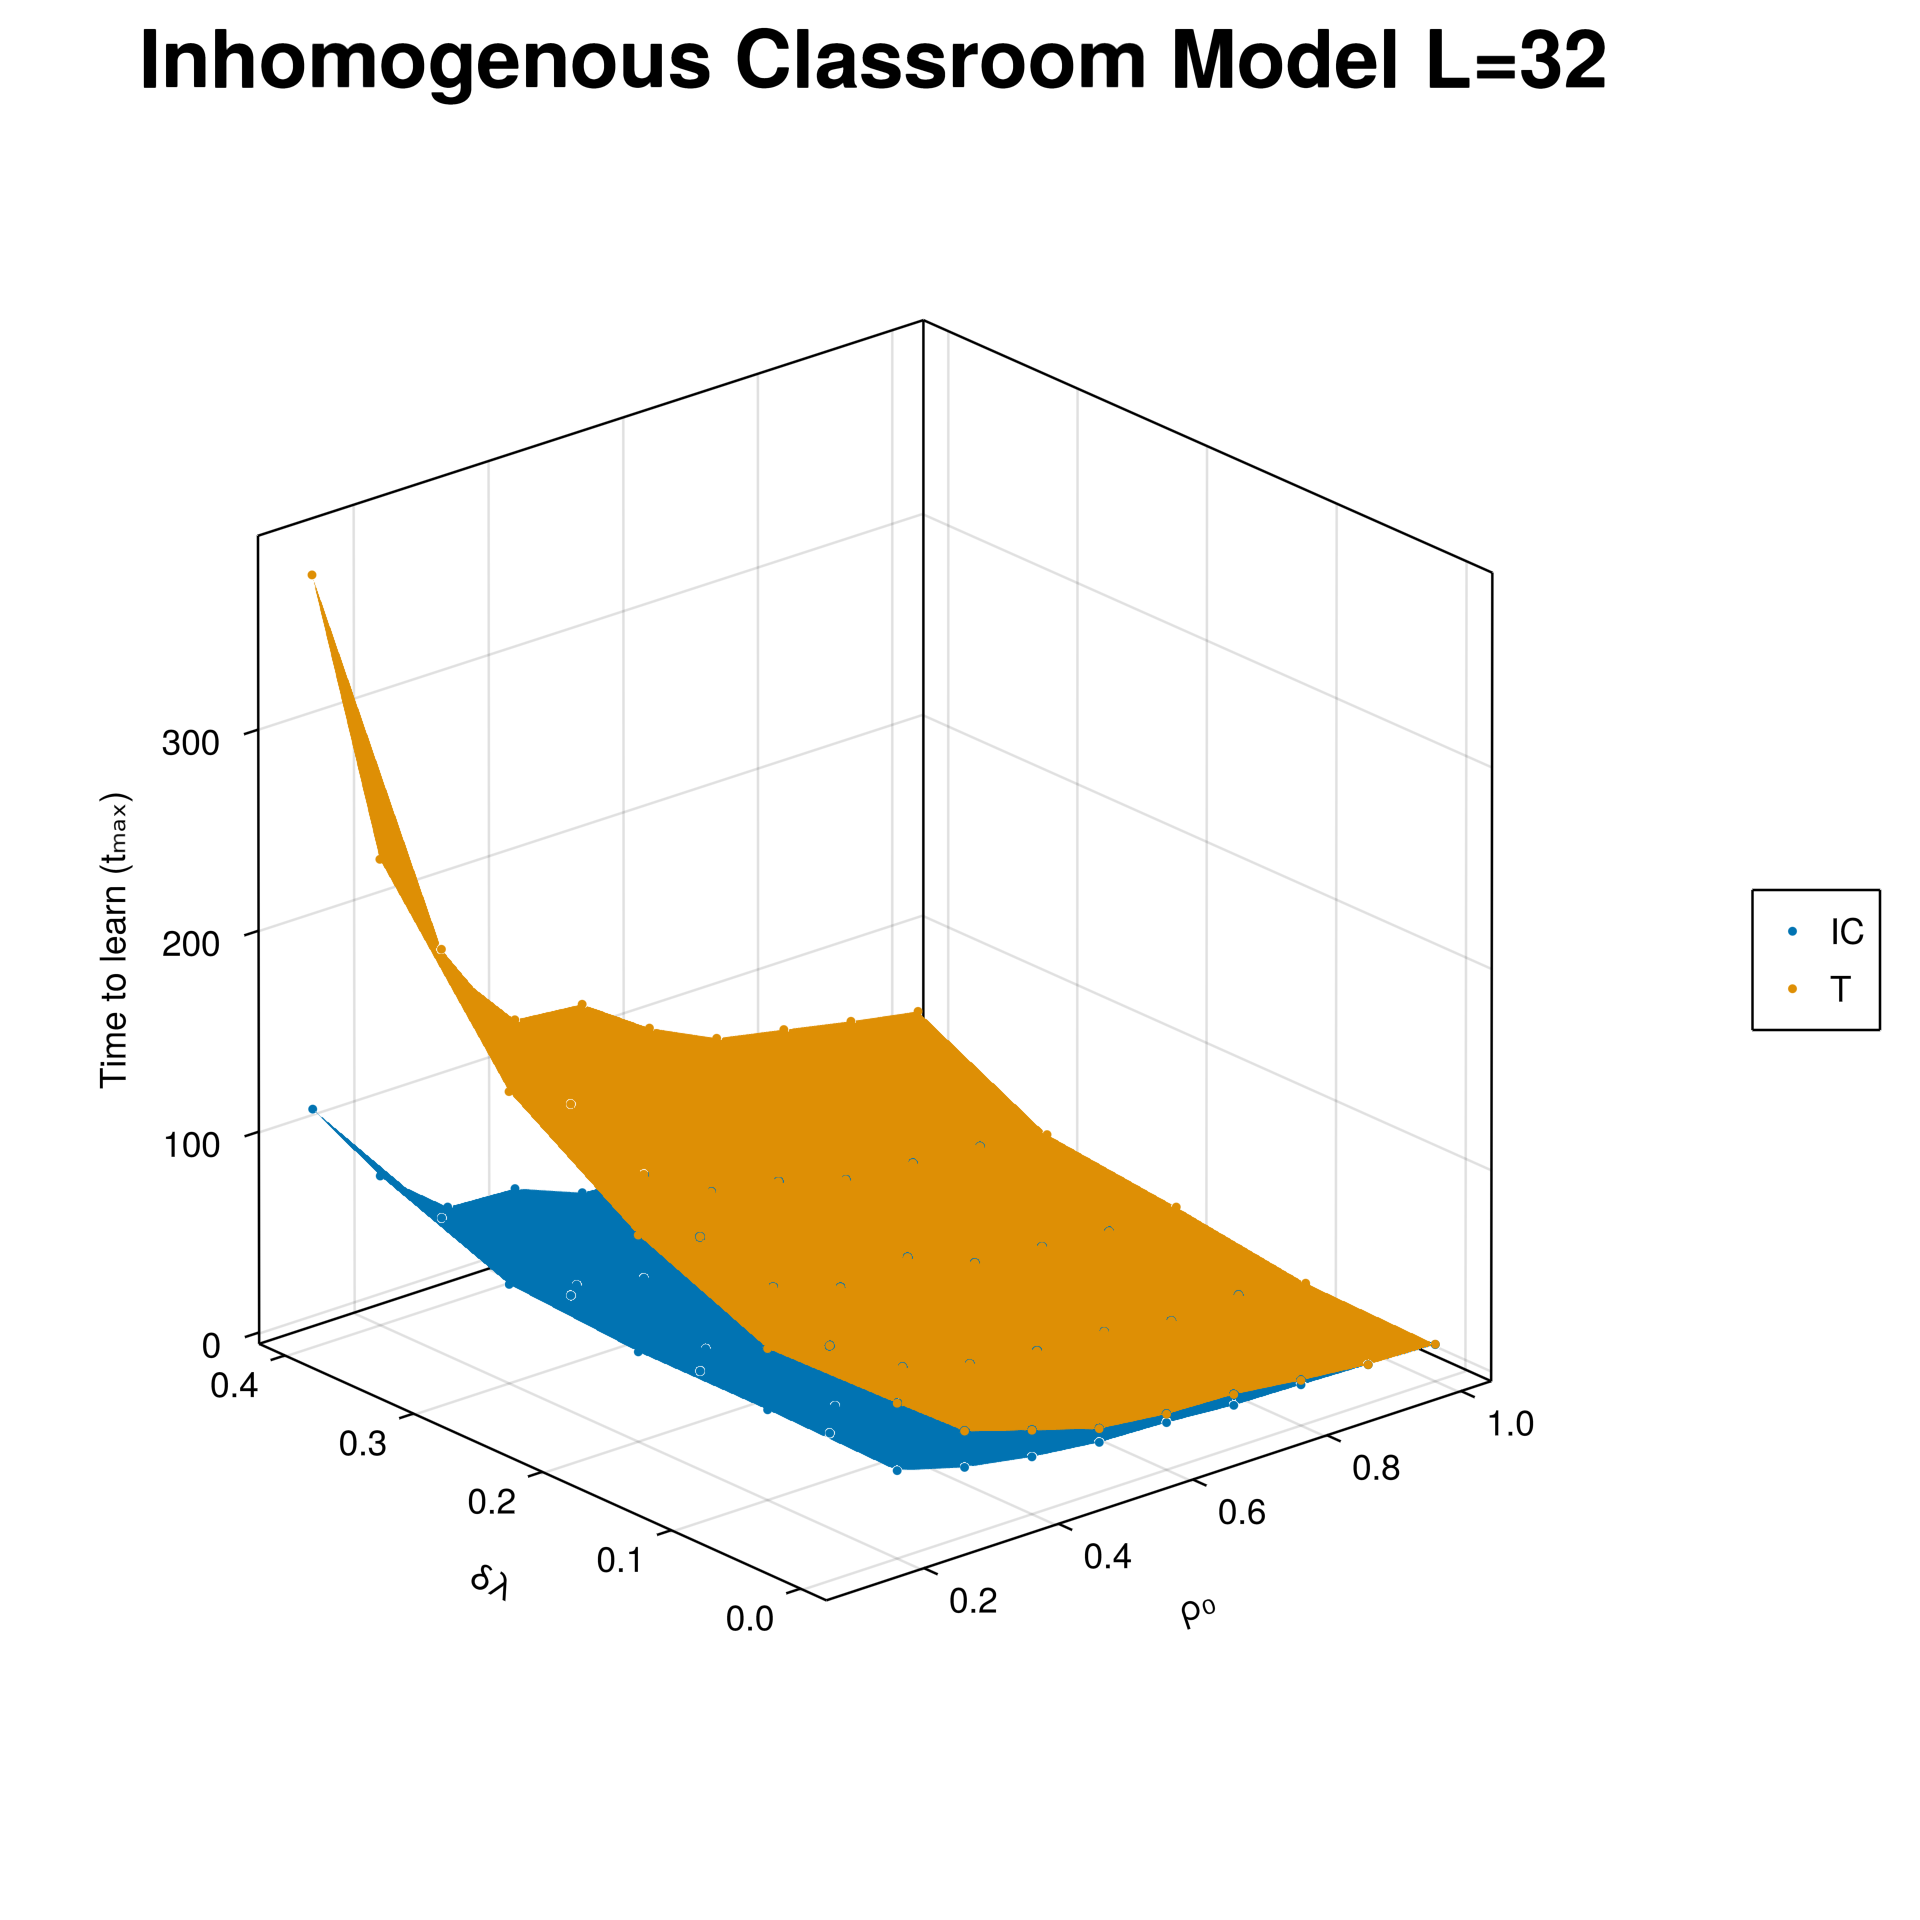 Inhomogenous Classroom Model L=32
Time to learn (tₘₐₓ)
300
200
100
0
0.4
0.3
0.2
0.1
0.0
δλ
0.2
0.4
0.6
0.8
1.0
ρ⁰
IC
T